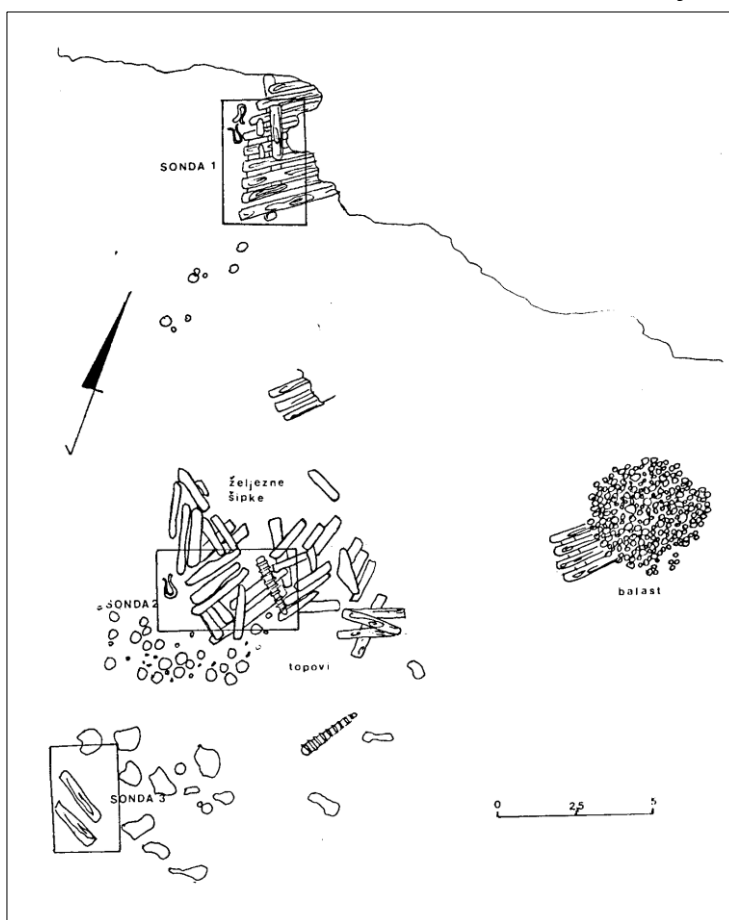 SONDA 1
željezne
šipke
SONDA 2
balast
topovi
SONDA 3
0 2,5 5